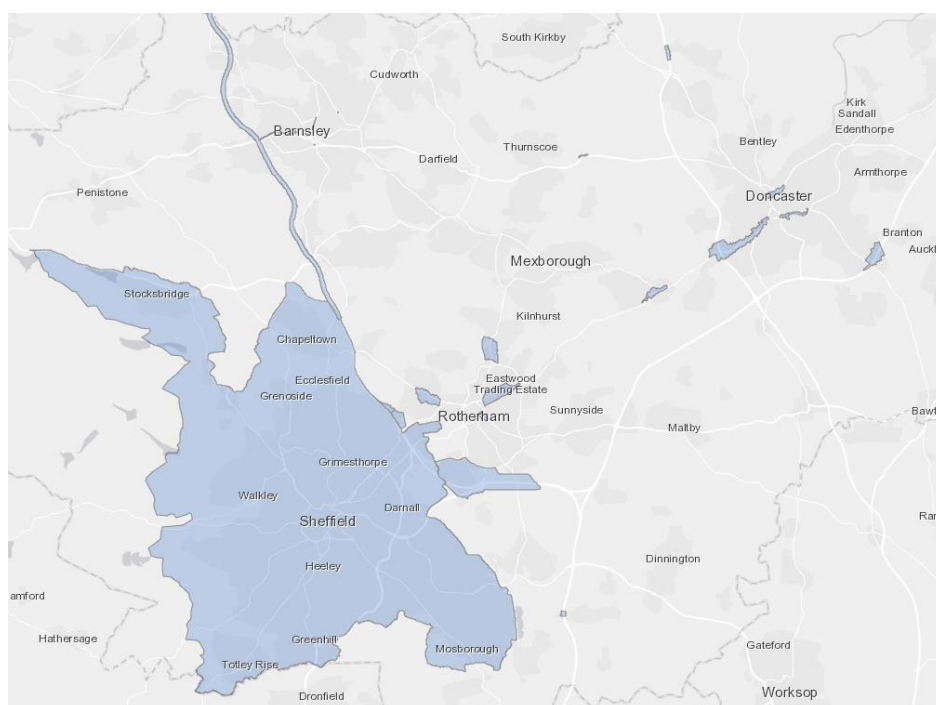 South Kirkby
Cudworth
Kirk
Sandall
Barnsley
Edenthorpe
Bentley
Thurnscoe
Darfield
Armthorpe
Penistone
Doncaster
Branton
Auckl
Mexborough
Stocksbridge
Kilnhurst
Chapeltown
Ecclesfield
Eastwood
Trading Estate
Grenoside
Rotherham
Sunnyside
Bawt
Maltby
Grimesthorpe
Walkley
Darnall
Sheffield
Ran
Dinnington
Heeley
amford
Hathersage
Greenhill
Mosborough
Gateford
Totley Rise
Dronfield
Worksop